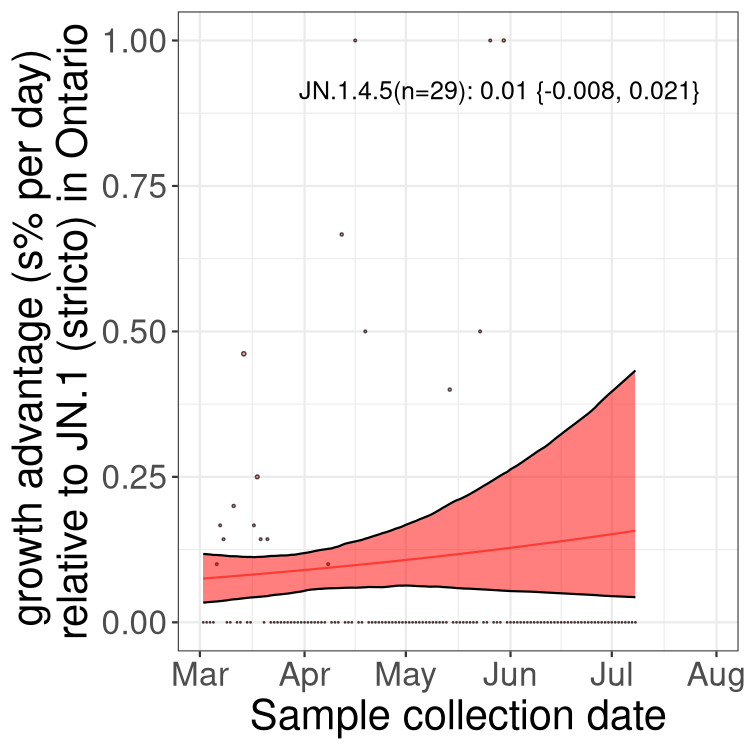 growth advantage (s% per day)
relative to JN.1 (stricto) in Ontario
1.00
0.75
0.50
0.25
0.00
JN.1.4.5(n=29): 0.01 {-0.008, 0.021}
Mar Apr May Jun Jul Aug
Sample collection date